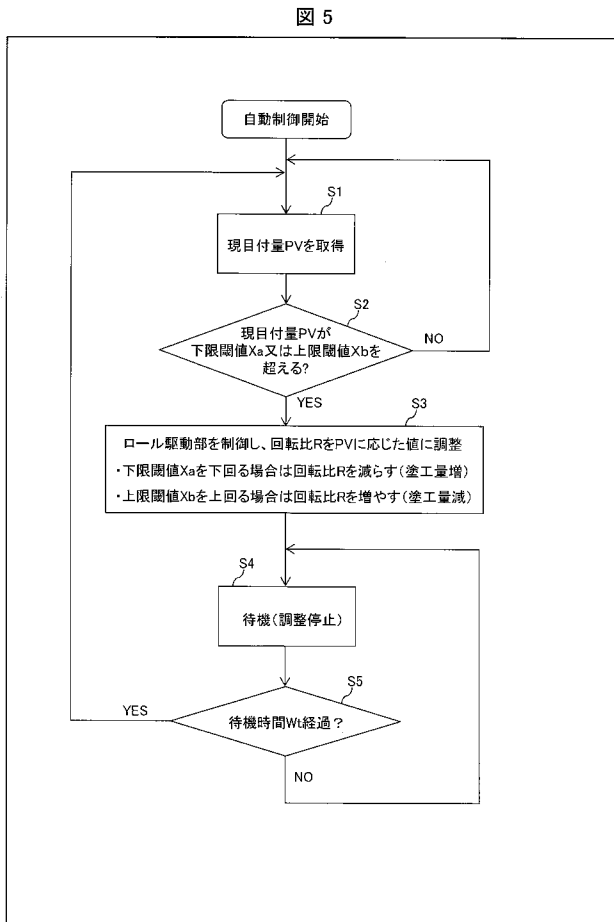 図 5
自動制御開始
S1
現目付量PVを取得
S2
現目付量PVが
下限閾値Xa又は上限閾値Xbを
超える?
NO
YES
S3
ロール駆動部を制御し、回転比RをPVに応じた値に調整
・下限閾値Xaを下回る場合は回転比Rを減らす(塗工量増)
・上限閾値Xbを上回る場合は回転比Rを増やす(塗工量減)
S4
待機(調整停止)
S5
YES
待機時間Wt経過？
NO